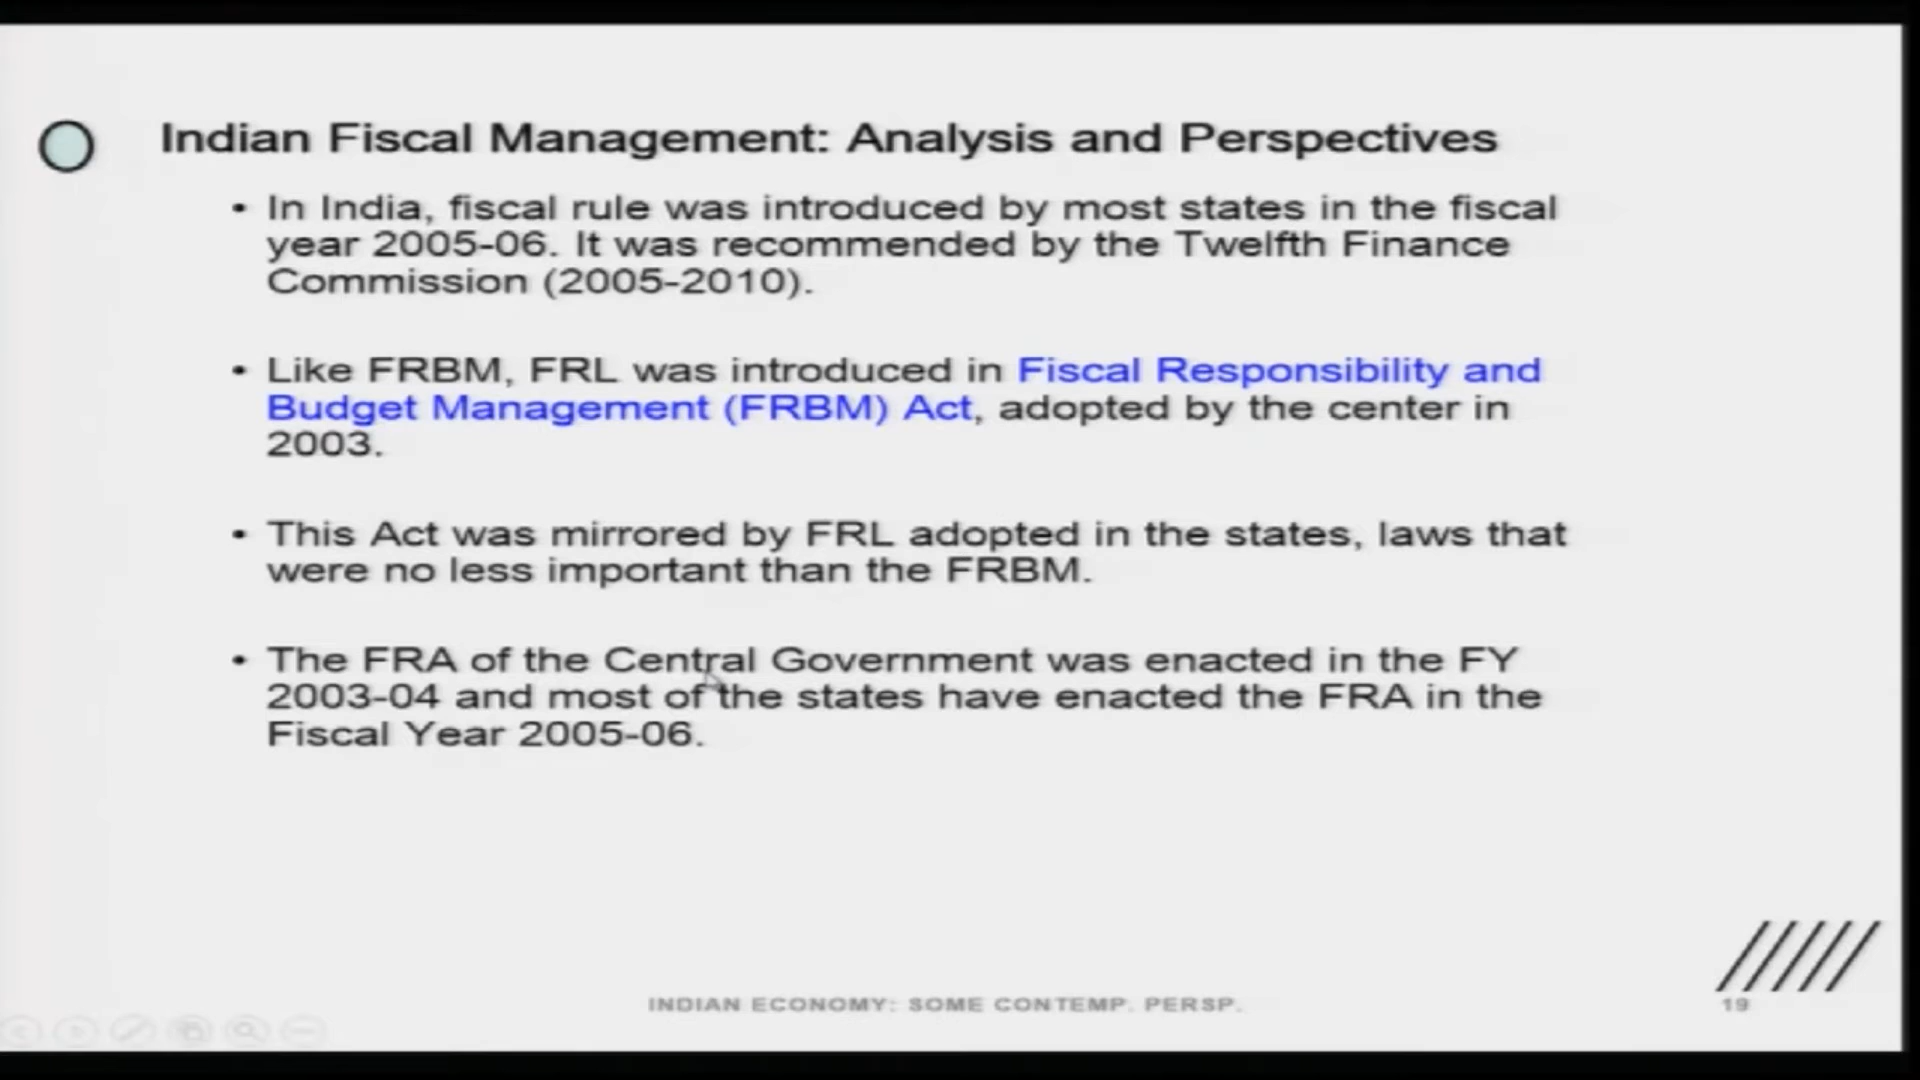 Indian Fiscal Management: Analysis and Perspectives
• In India, fiscal rule was introduced by most states in the fiscal
year 2005-06. It was recommended by the Twelfth Finance
Commission (2005-2010).
• Like FRBM, FRL was introduced in Fiscal Responsibility and
Budget Management (FRBM) Act, adopted by the center in
2003.
• This Act was mirrored by FRL adopted in the states, laws that
were no less important than the FRBM.
• The FRA of the Central Government was enacted in the FY
2003-04 and most of the states have enacted the FRA in the
Fiscal Year 2005-06.
INDIAN ECONOMY: SOME CONTEMP. PERSP.
19